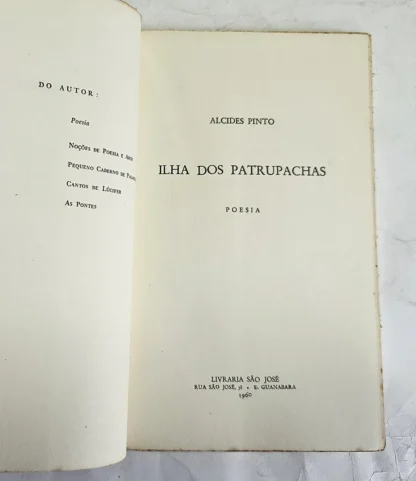 DO AUTOR:
Poesia
NOÇÕES DE POESIA E ARTE
PEQUENO CADERNO DE
CANTOS DE LÚCIFER
AS PONTES
ALCIDES PINTO
ILHA DOS PATRUPACHAS
POESIA
LIVRARIA SÃO JOSÉ
RUA SÃO JOSÉ, 38 • E. GUANABARA
1960